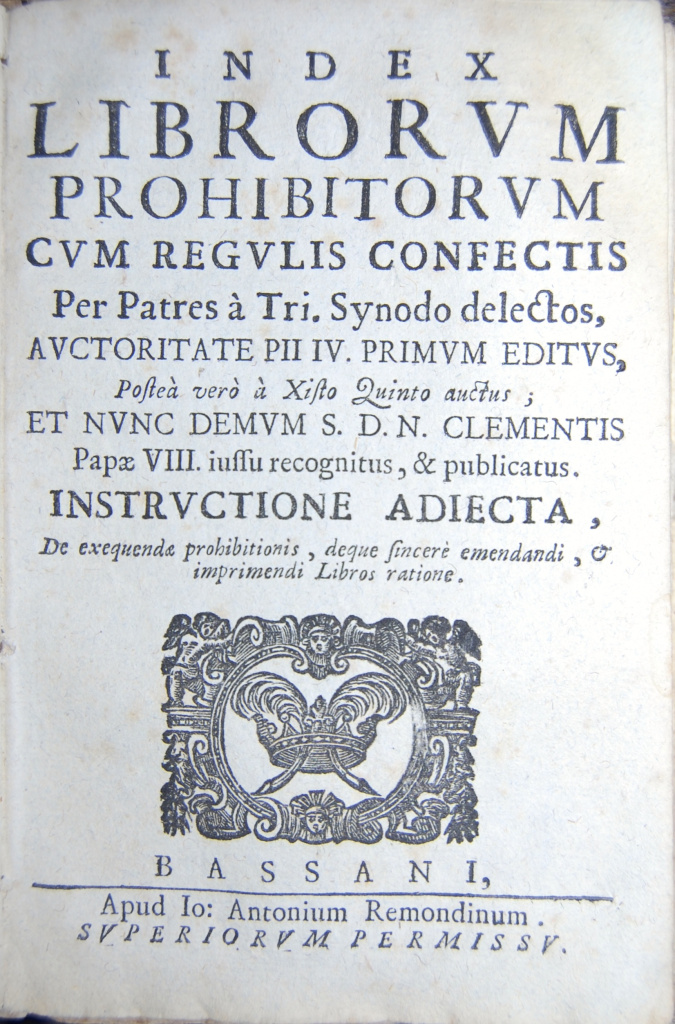 INDEX
LIBRORVM
PROHIBITORVM
CVM REGVLIS CONFECTIS
Per Patres à Tri. Synodo delectos,
AVCTORITATE PII IV. PRIMVM EDITVS,
Poſteà verò à Xiſto Quinto auctus ;
ET NVNC DEMVM S. D. N. CLEMENTIS
Papæ VIII. iuſſu recognitus, & publicatus.
INSTRVCTIONE ADIECTA ,
De exequendæ prohibitionis , deque ſincerè emendandi , &
imprimendi Libros ratione.
BASSANI,
Apud Io: Antonium Remondinum .
SVPERIORVM PERMISSV.